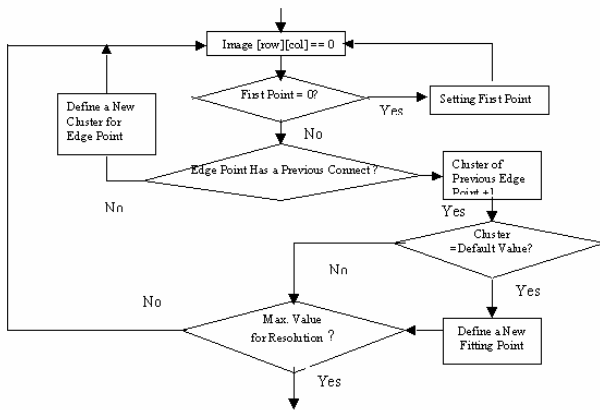 Image [row][col] == 0
First Point = 0?
Yes
Setting First Point
No
Define a New
Cluster for
Edge Point
Edge Point Has a Previous Connect ?
No
Cluster of
Previous Edge
Point +1
Yes
Cluster
=Default Value?
No
Yes
No
Max. Value
for Resolution ?
Define a New
Fitting Point
Yes